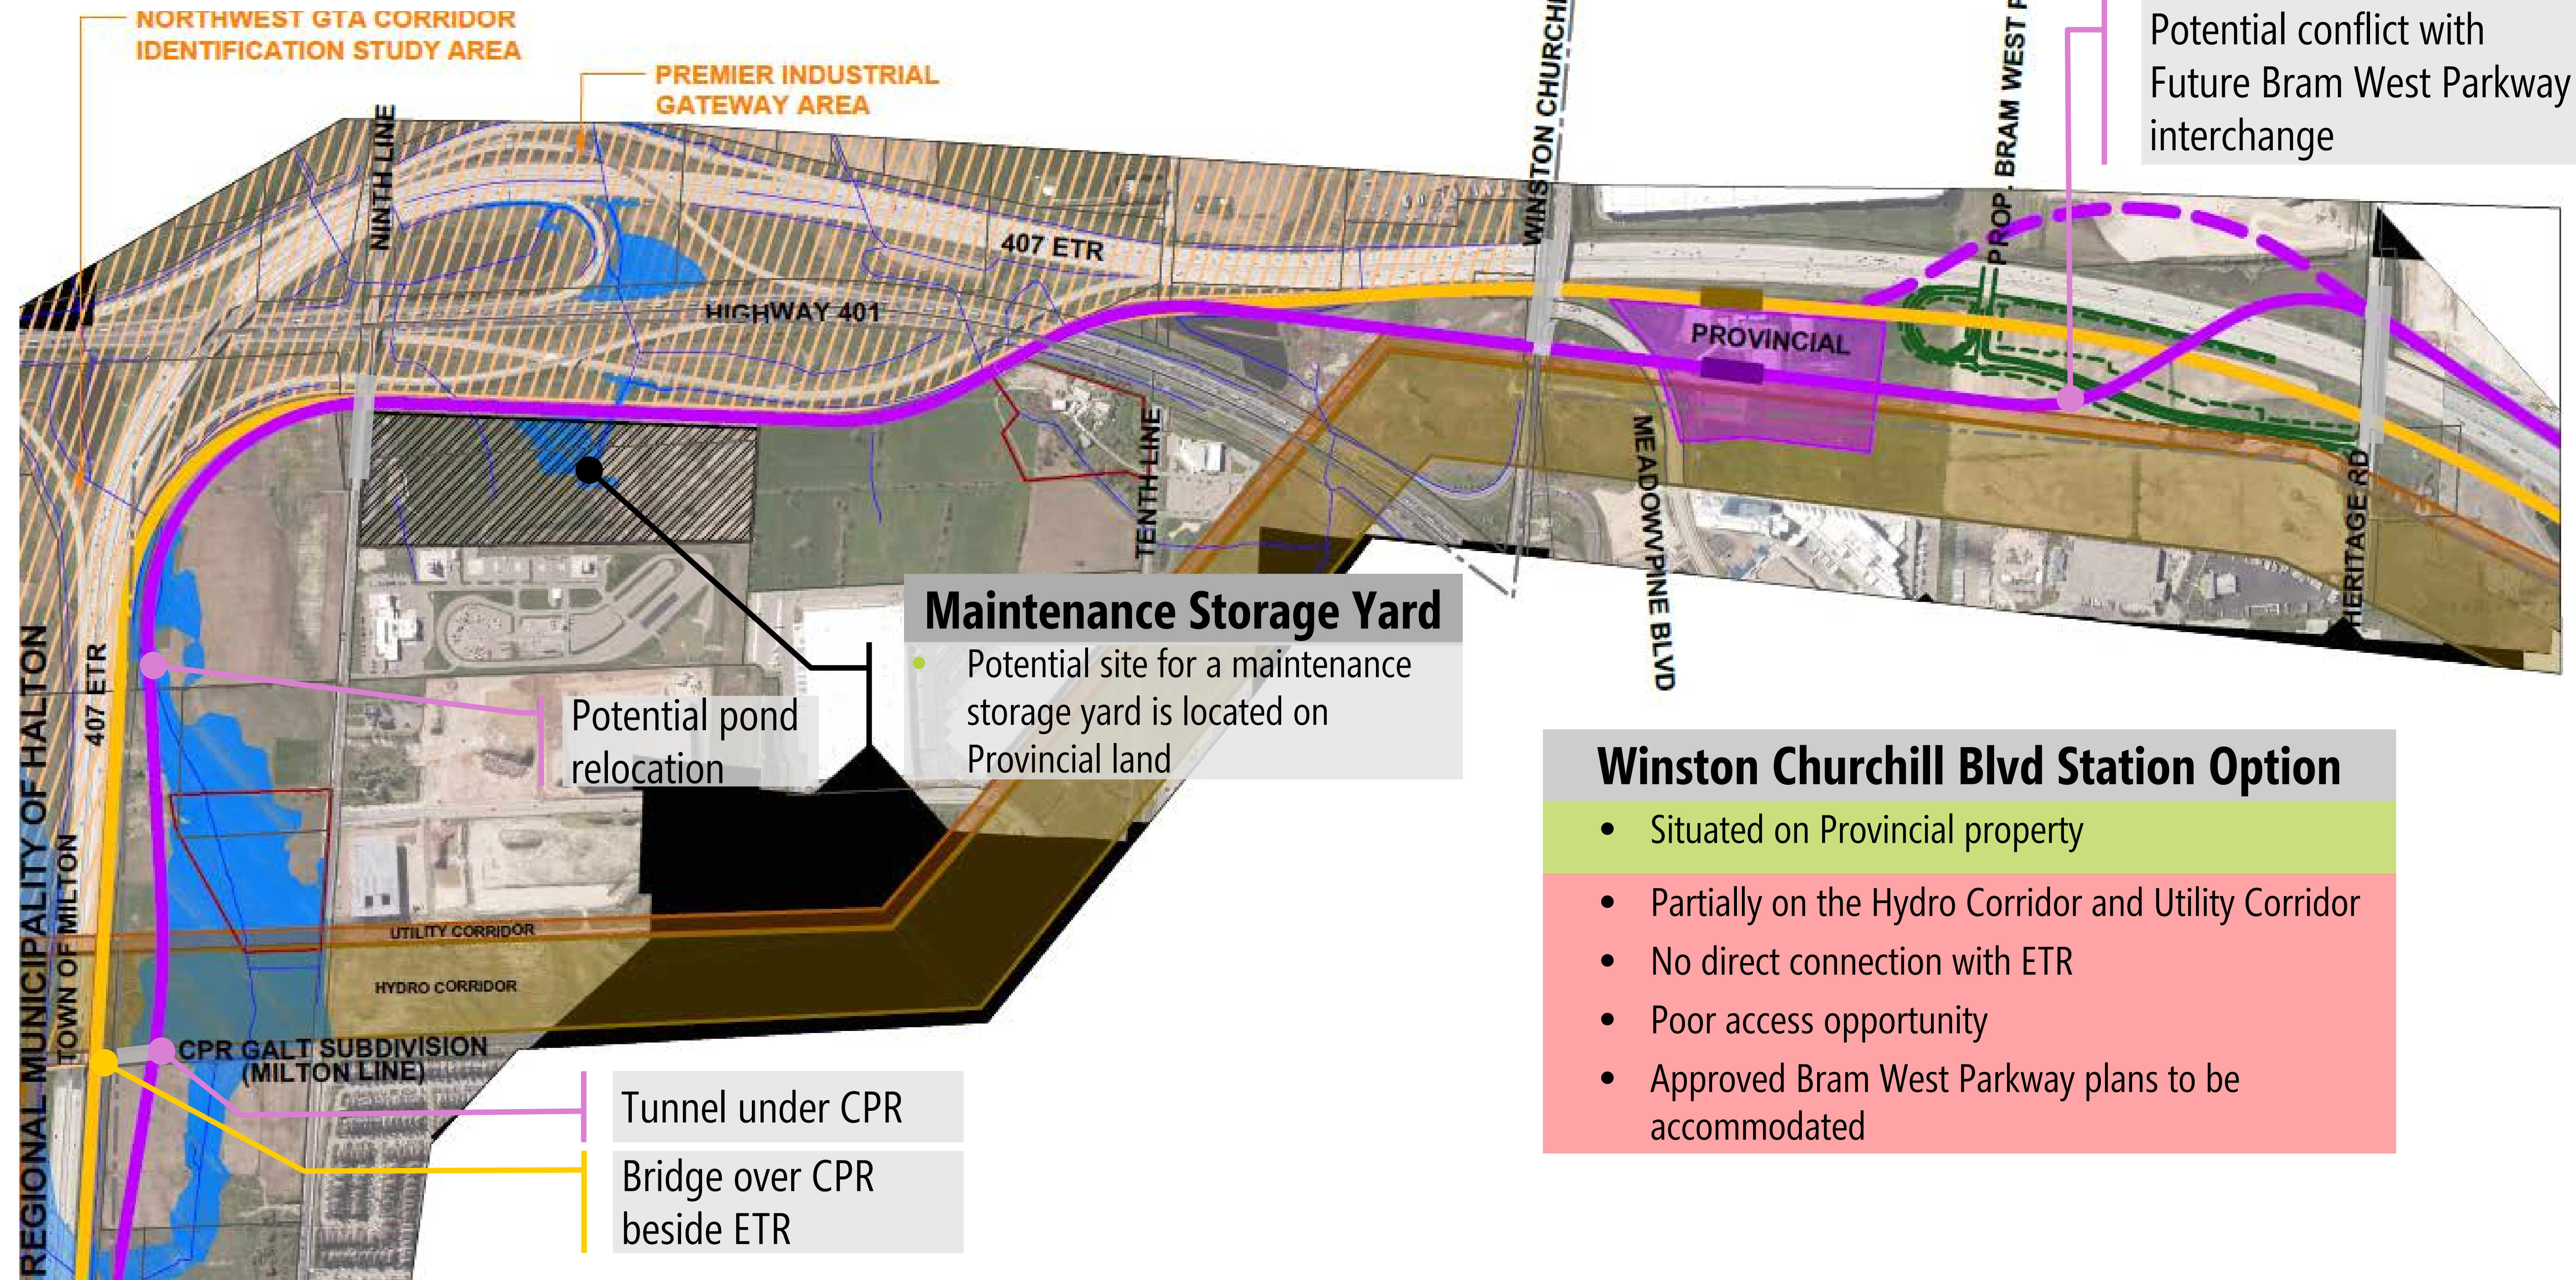 NORTHWEST GTA CORRIDOR
IDENTIFICATION STUDY AREA
PREMIER INDUSTRIAL
GATEWAY AREA
Potential conflict with
Future Bram West Parkway
interchange
NINTH LINE
WINSTON CHURCHI
PROP. BRAM WEST
407 ETR
HIGHWAY 401
PROVINCIAL
TENTH LINE
MEADOWVPINE BLVD
HERITAGE RD
Maintenance Storage Yard
• Potential site for a maintenance
storage yard is located on
Provincial land
407 ETR
REGIONAL MUNICIPALITY OF HALTON
TOWN OF MILTON
Potential pond
relocation
Winston Churchill Blvd Station Option
• Situated on Provincial property
• Partially on the Hydro Corridor and Utility Corridor
• No direct connection with ETR
• Poor access opportunity
• Approved Bram West Parkway plans to be
accommodated
UTILITY CORRIDOR
HYDRO CORRIDOR
CPR GALT SUBDIVISION
(MILTON LINE)
Tunnel under CPR
Bridge over CPR
beside ETR